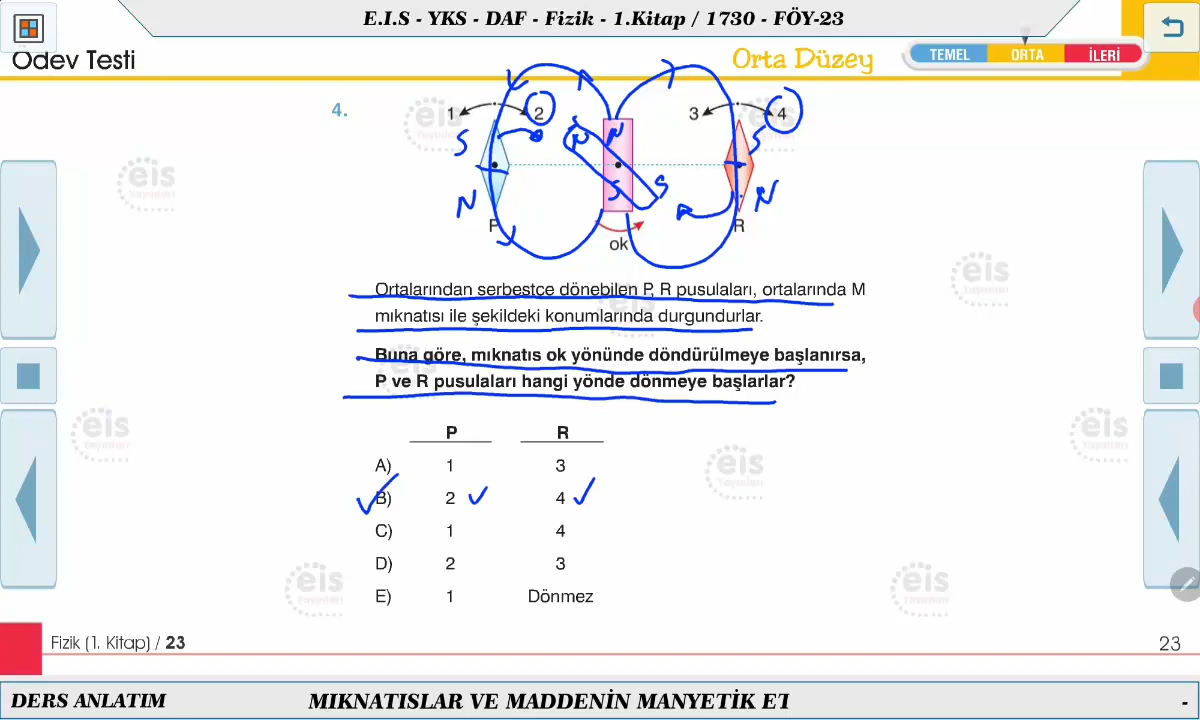 E.I.S - YKS - DAF - Fizik - 1.Kitap / 1730 - FÖY-23
Ödev Testi
Orta Düzey
TEMEL ORTA İLERİ
4.
1 2 3 4
S N S
N S S N
P R
ok
Ortalarından serbestçe dönebilen P, R pusulaları, ortalarında M
mıknatısı ile şekildeki konumlarında durgundurlar.
Buna göre, mıknatıs ok yönünde döndürülmeye başlanırsa,
P ve R pusulaları hangi yönde dönmeye başlarlar?
P R
A) 1 3
B) 2 4
C) 1 4
D) 2 3
E) 1 Dönmez
Fizik (1. Kitap) / 23
23
DERS ANLATIM MIKNATISLAR VE MADDENİN MANYETİK ET -
eis
Yayınları